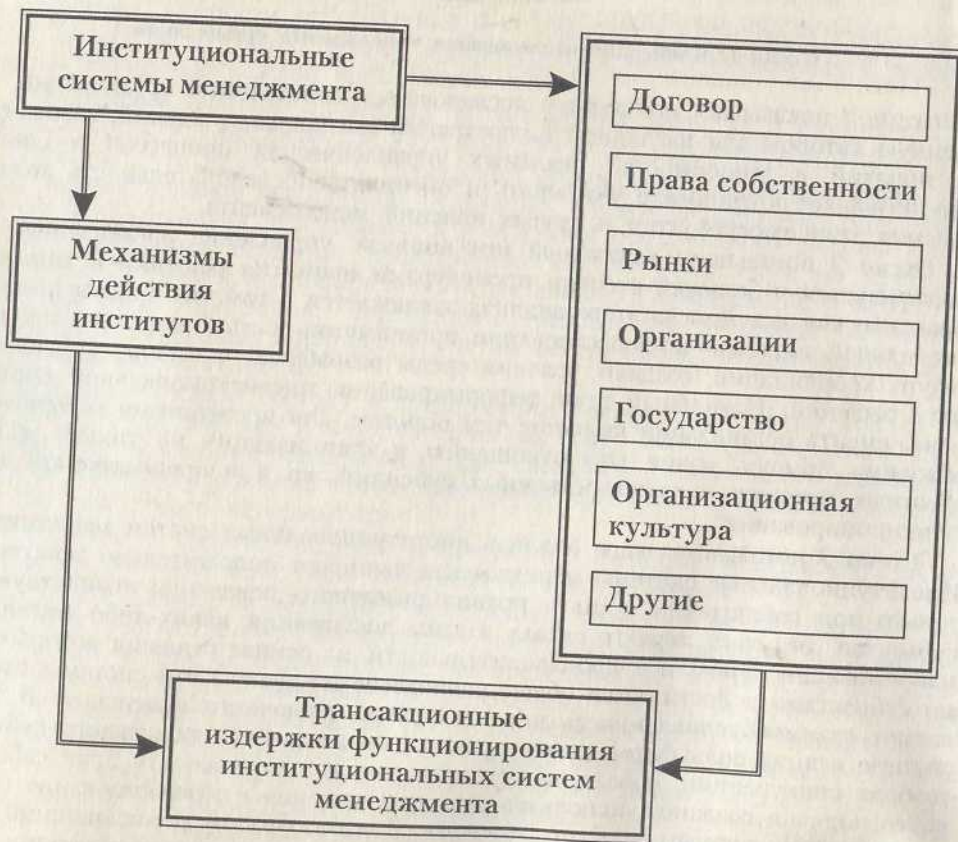 Институциональные
системы менеджмента
Механизмы
действия
институтов
Договор
Права собственности
Рынки
Организации
Государство
Организационная
культура
Другие
Трансакционные
издержки функционирования
институциональных систем
менеджмента